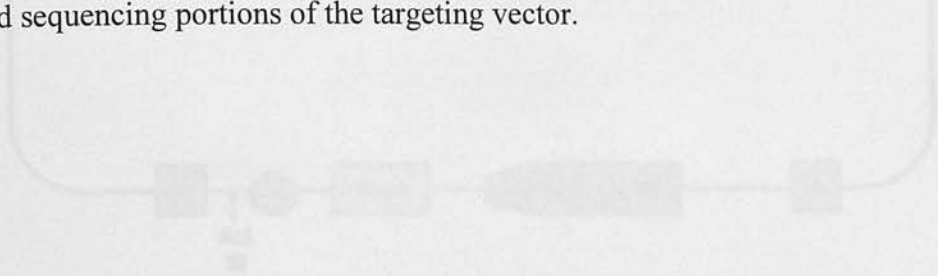 d sequencing portions of the targeting vector.